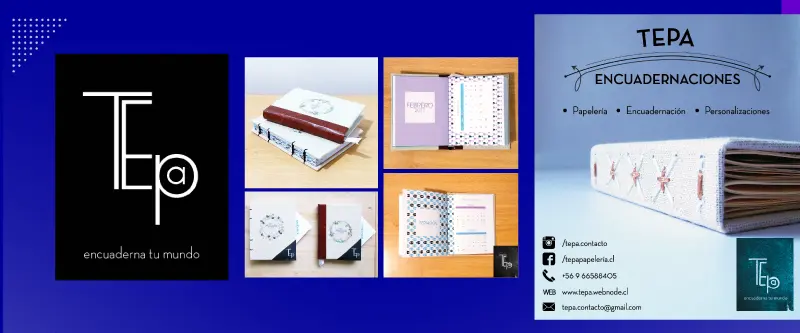 TEPa
encuaderna tu mundo
FEBRERO
TEPa
TEPA
ENCUADERNACIONES
• Papelería • Encuadernación • Personalizaciones
/tepa.contacto
/tepapapelería.cl
+56 9 66588405
WEB www.tepa.webnode.cl
tepa.contacto@gmail.com
TEPa
encuaderna tu mundo